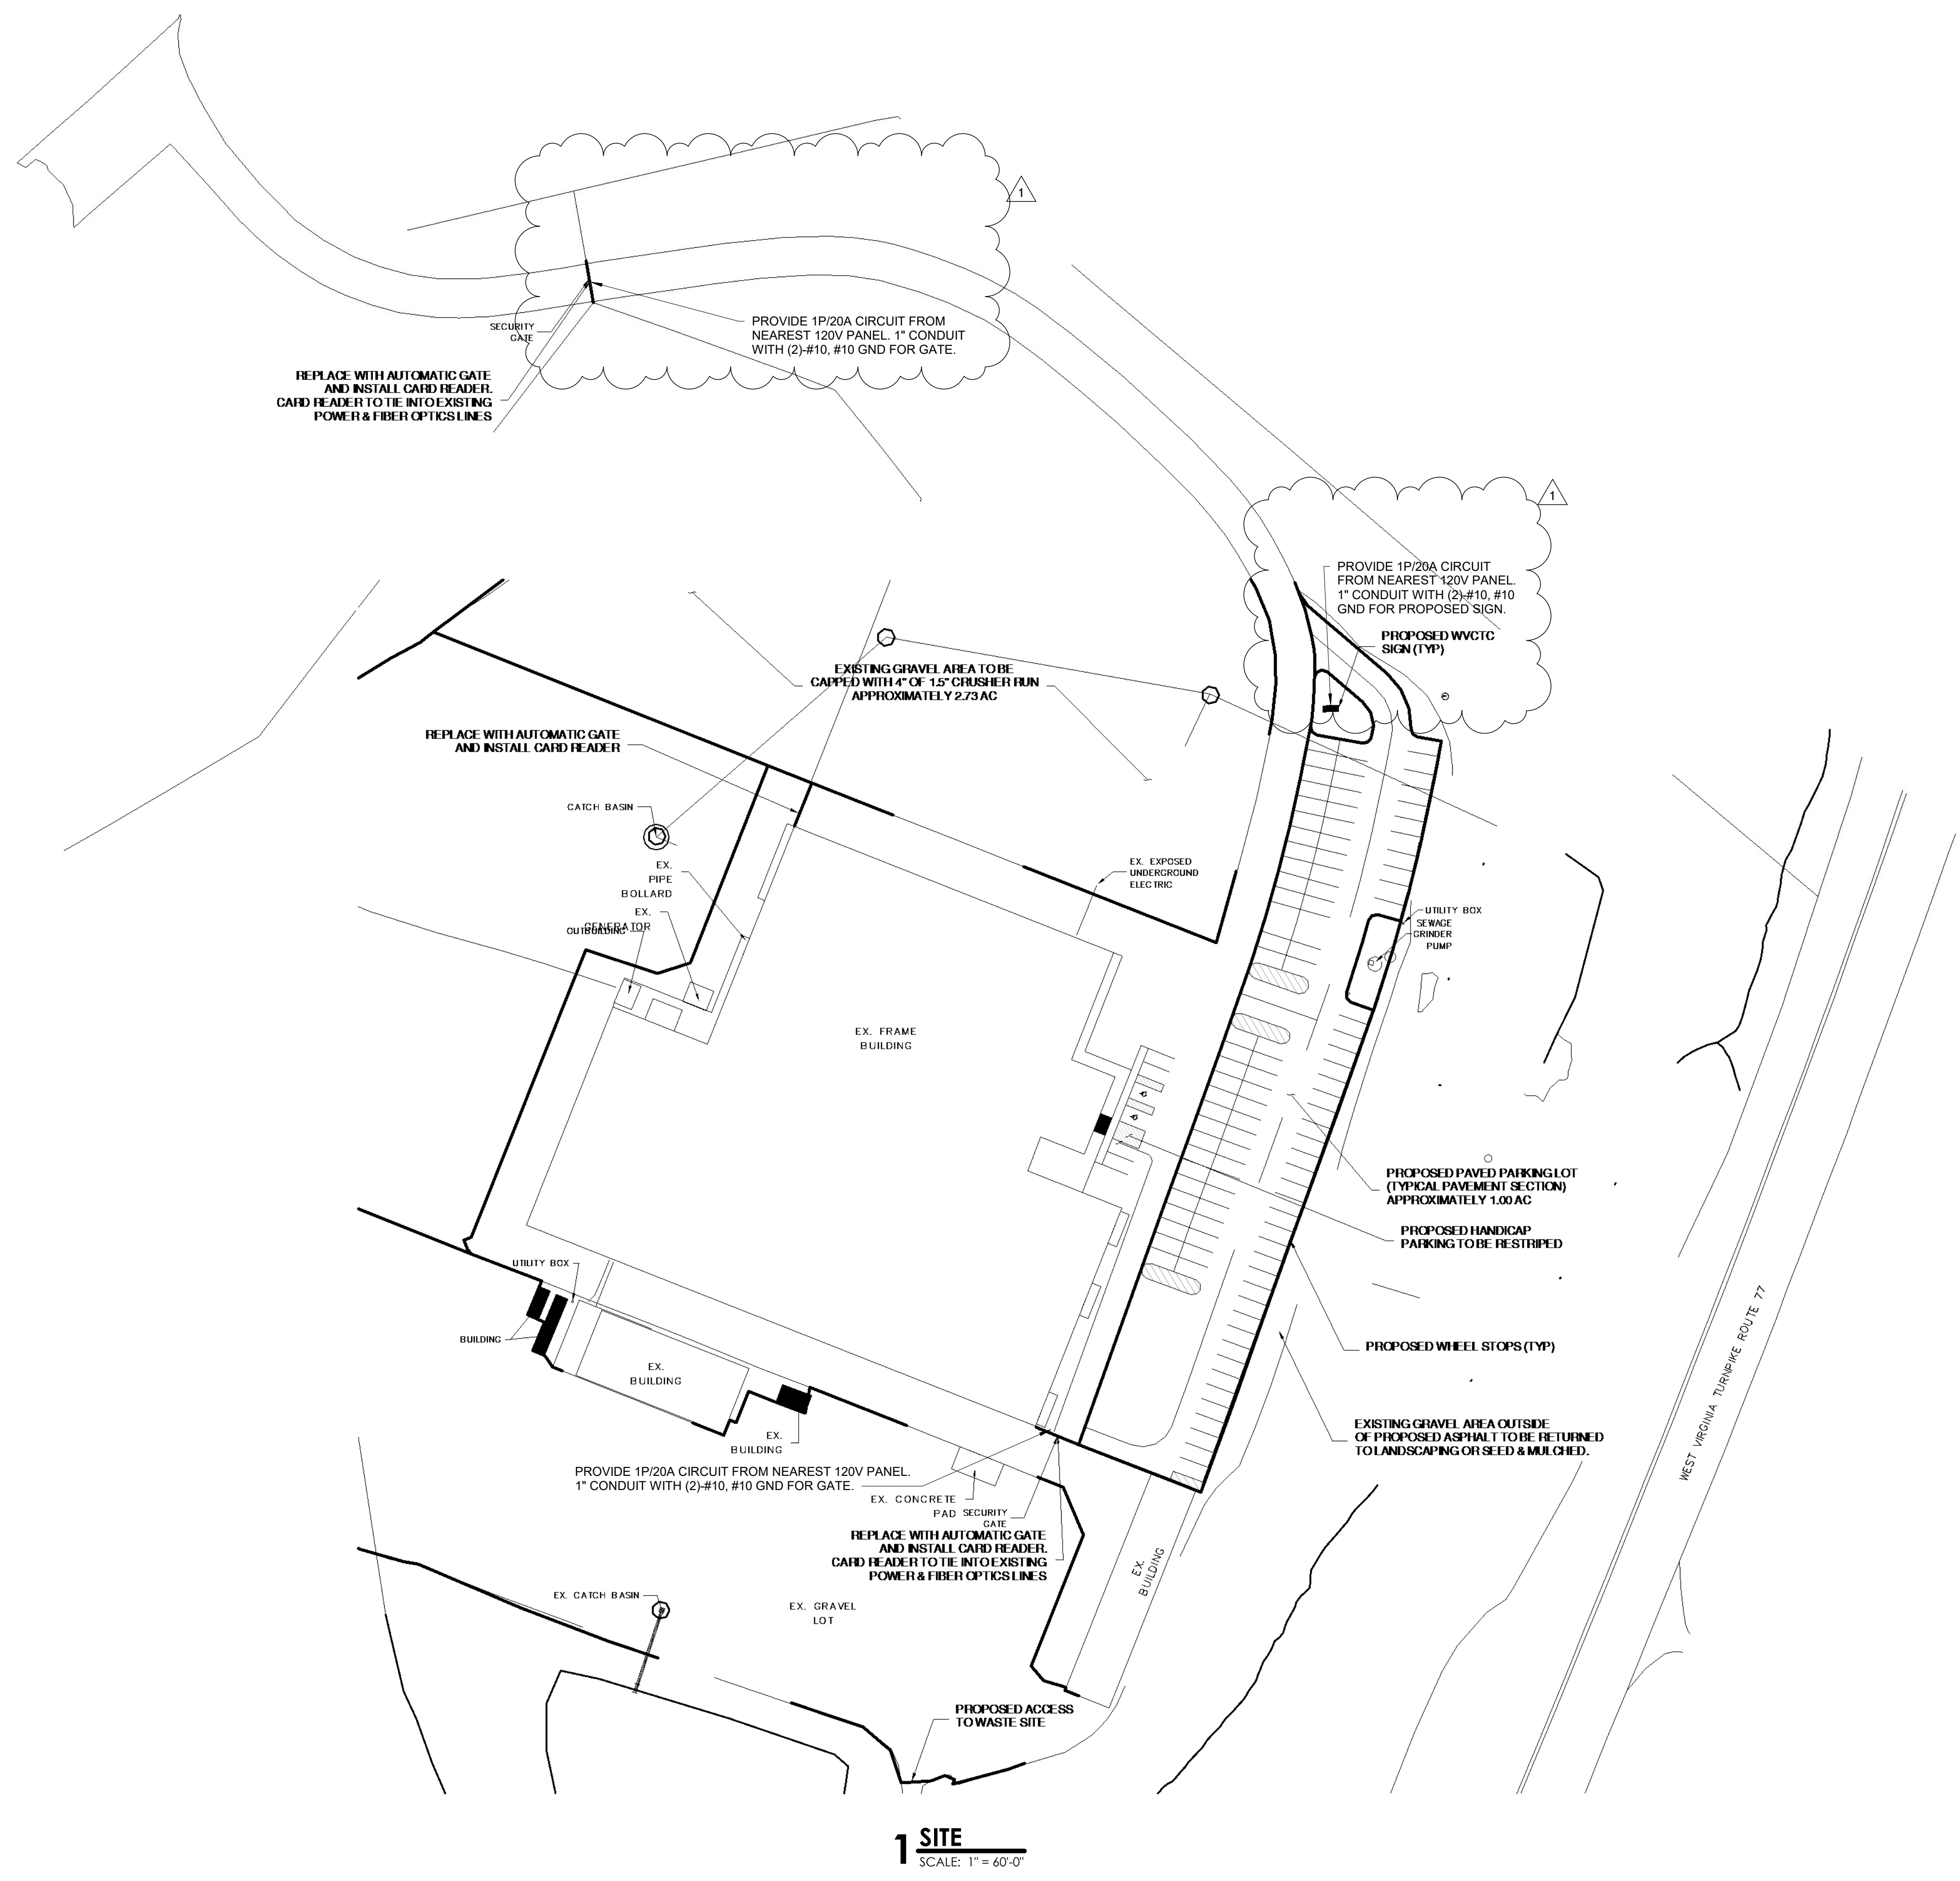 1
SECURITY
GATE
PROVIDE 1P/20A CIRCUIT FROM
NEAREST 120V PANEL. 1" CONDUIT
WITH (2)-#10, #10 GND FOR GATE.
REPLACE WITH AUTOMATIC GATE
AND INSTALL CARD READER.
CARD READER TO TIE INTO EXISTING
POWER & FIBER OPTICS LINES
1
PROVIDE 1P/20A CIRCUIT
FROM NEAREST 120V PANEL.
1" CONDUIT WITH (2)-#10, #10
GND FOR PROPOSED SIGN.
PROPOSED WVCTC
SIGN (TYP)
EXISTING GRAVEL AREA TO BE
CAPPED WITH 4" OF 1.5" CRUSHER RUN
APPROXIMATELY 2.73 AC
REPLACE WITH AUTOMATIC GATE
AND INSTALL CARD READER
CATCH BASIN
EX.
PIPE
BOLLARD
EX.
GENERATOR
OUTBUILDING
EX. EXPOSED
UNDERGROUND
ELECTRIC
UTILITY BOX
SEWAGE
GRINDER
PUMP
EX. FRAME
BUILDING
PROPOSED PAVED PARKING LOT
(TYPICAL PAVEMENT SECTION)
APPROXIMATELY 1.00 AC
PROPOSED HANDICAP
PARKING TO BE RESTRIPED
UTILITY BOX
BUILDING
EX.
BUILDING
PROPOSED WHEEL STOPS (TYP)
WEST VIRGINIA TURNPIKE ROUTE 77
EXISTING GRAVEL AREA OUTSIDE
OF PROPOSED ASPHALT TO BE RETURNED
TO LANDSCAPING OR SEED & MULCHED.
EX.
BUILDING
PROVIDE 1P/20A CIRCUIT FROM NEAREST 120V PANEL.
1" CONDUIT WITH (2)-#10, #10 GND FOR GATE.
EX. CONCRETE
PAD
SECURITY
GATE
REPLACE WITH AUTOMATIC GATE
AND INSTALL CARD READER.
CARD READER TO TIE INTO EXISTING
POWER & FIBER OPTICS LINES
EX.
BUILDING
EX. CATCH BASIN
EX. GRAVEL
LOT
PROPOSED ACCESS
TO WASTE SITE
1 SITE
SCALE: 1" = 60'-0"